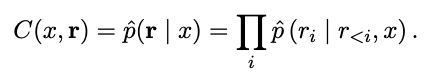 C(x, r) = p̂(r | x) = ∏ᵢ p̂ (rᵢ | r<ᵢ, x) .